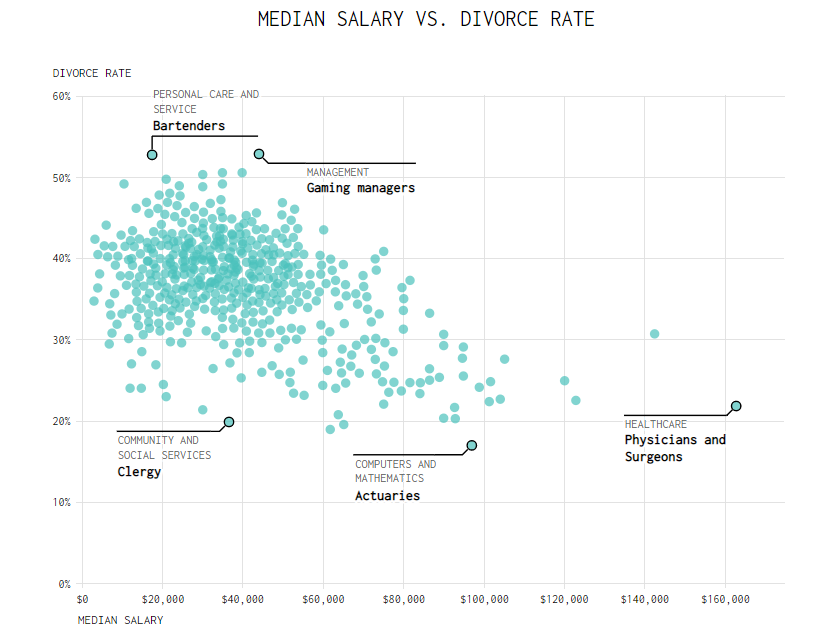 MEDIAN SALARY VS. DIVORCE RATE
DIVORCE RATE
60%
PERSONAL CARE AND
SERVICE
Bartenders
MANAGEMENT
Gaming managers
50%
40%
30%
20%
COMMUNITY AND
SOCIAL SERVICES
Clergy
COMPUTERS AND
MATHEMATICS
Actuaries
HEALTHCARE
Physicians and
Surgeons
10%
0%
$0 $20,000 $40,000 $60,000 $80,000 $100,000 $120,000 $140,000 $160,000
MEDIAN SALARY